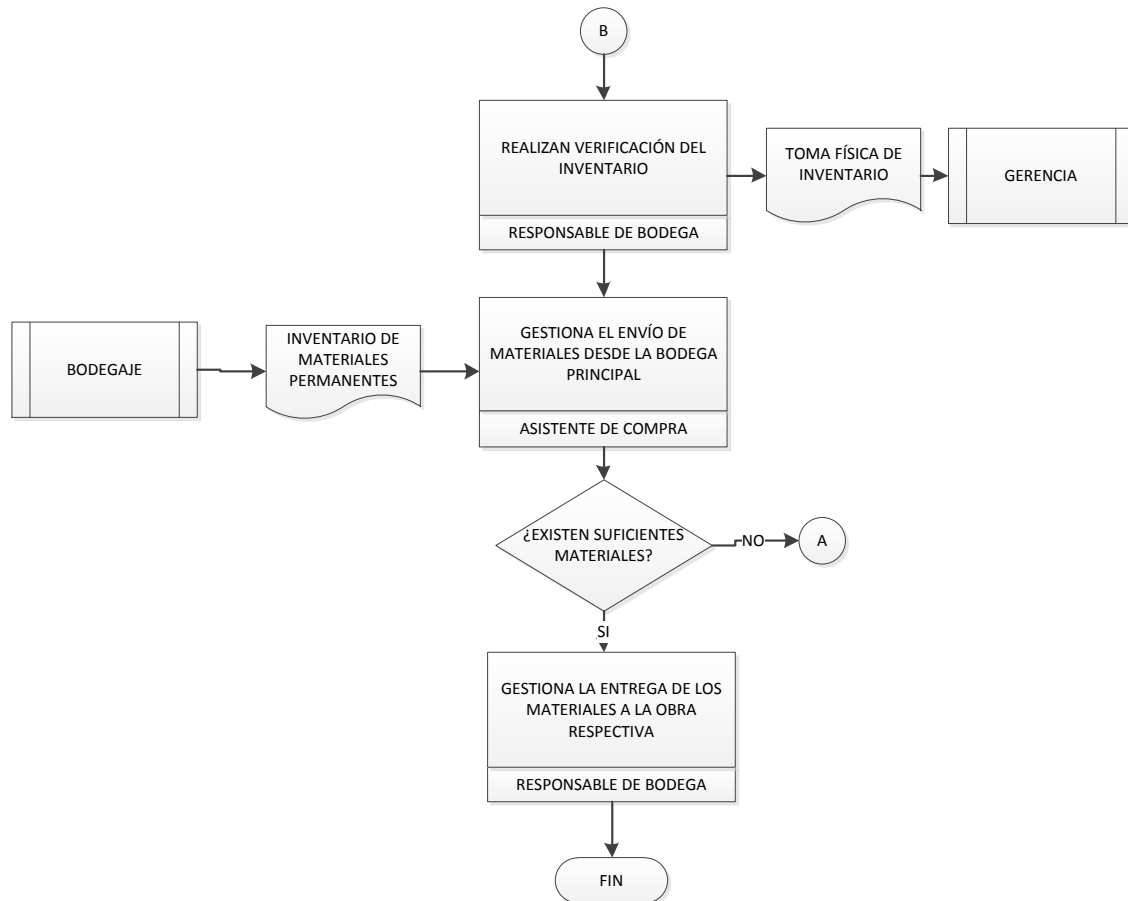 B
REALIZAN VERIFICACIÓN DEL
INVENTARIO
RESPONSABLE DE BODEGA
TOMA FÍSICA DE
INVENTARIO
GERENCIA
BODEGAJE
INVENTARIO DE
MATERIALES
PERMANENTES
GESTIONA EL ENVÍO DE
MATERIALES DESDE LA BODEGA
PRINCIPAL
ASISTENTE DE COMPRA
¿EXISTEN SUFICIENTES
MATERIALES?
NO
A
SI
GESTIONA LA ENTREGA DE LOS
MATERIALES A LA OBRA
RESPECTIVA
RESPONSABLE DE BODEGA
FIN